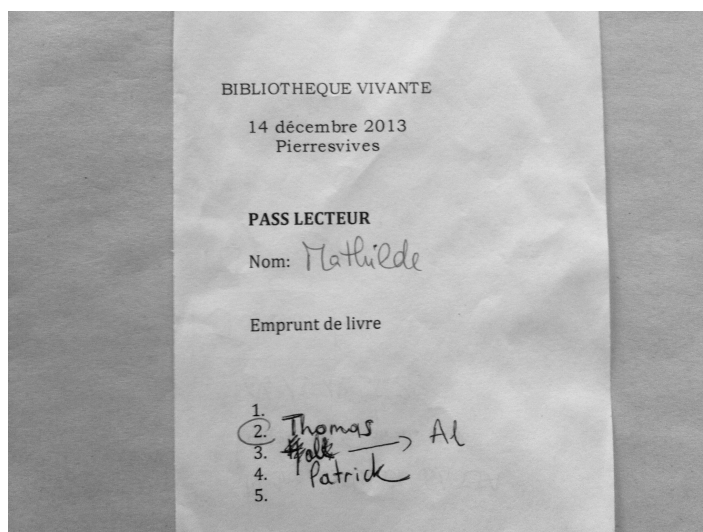 BIBLIOTHEQUE VIVANTE
14 décembre 2013
Pierresvives
PASS LECTEUR
Nom: Mathilde
Emprunt de livre
1.
2. Thomas
3. → Al
4. Patrick
5.